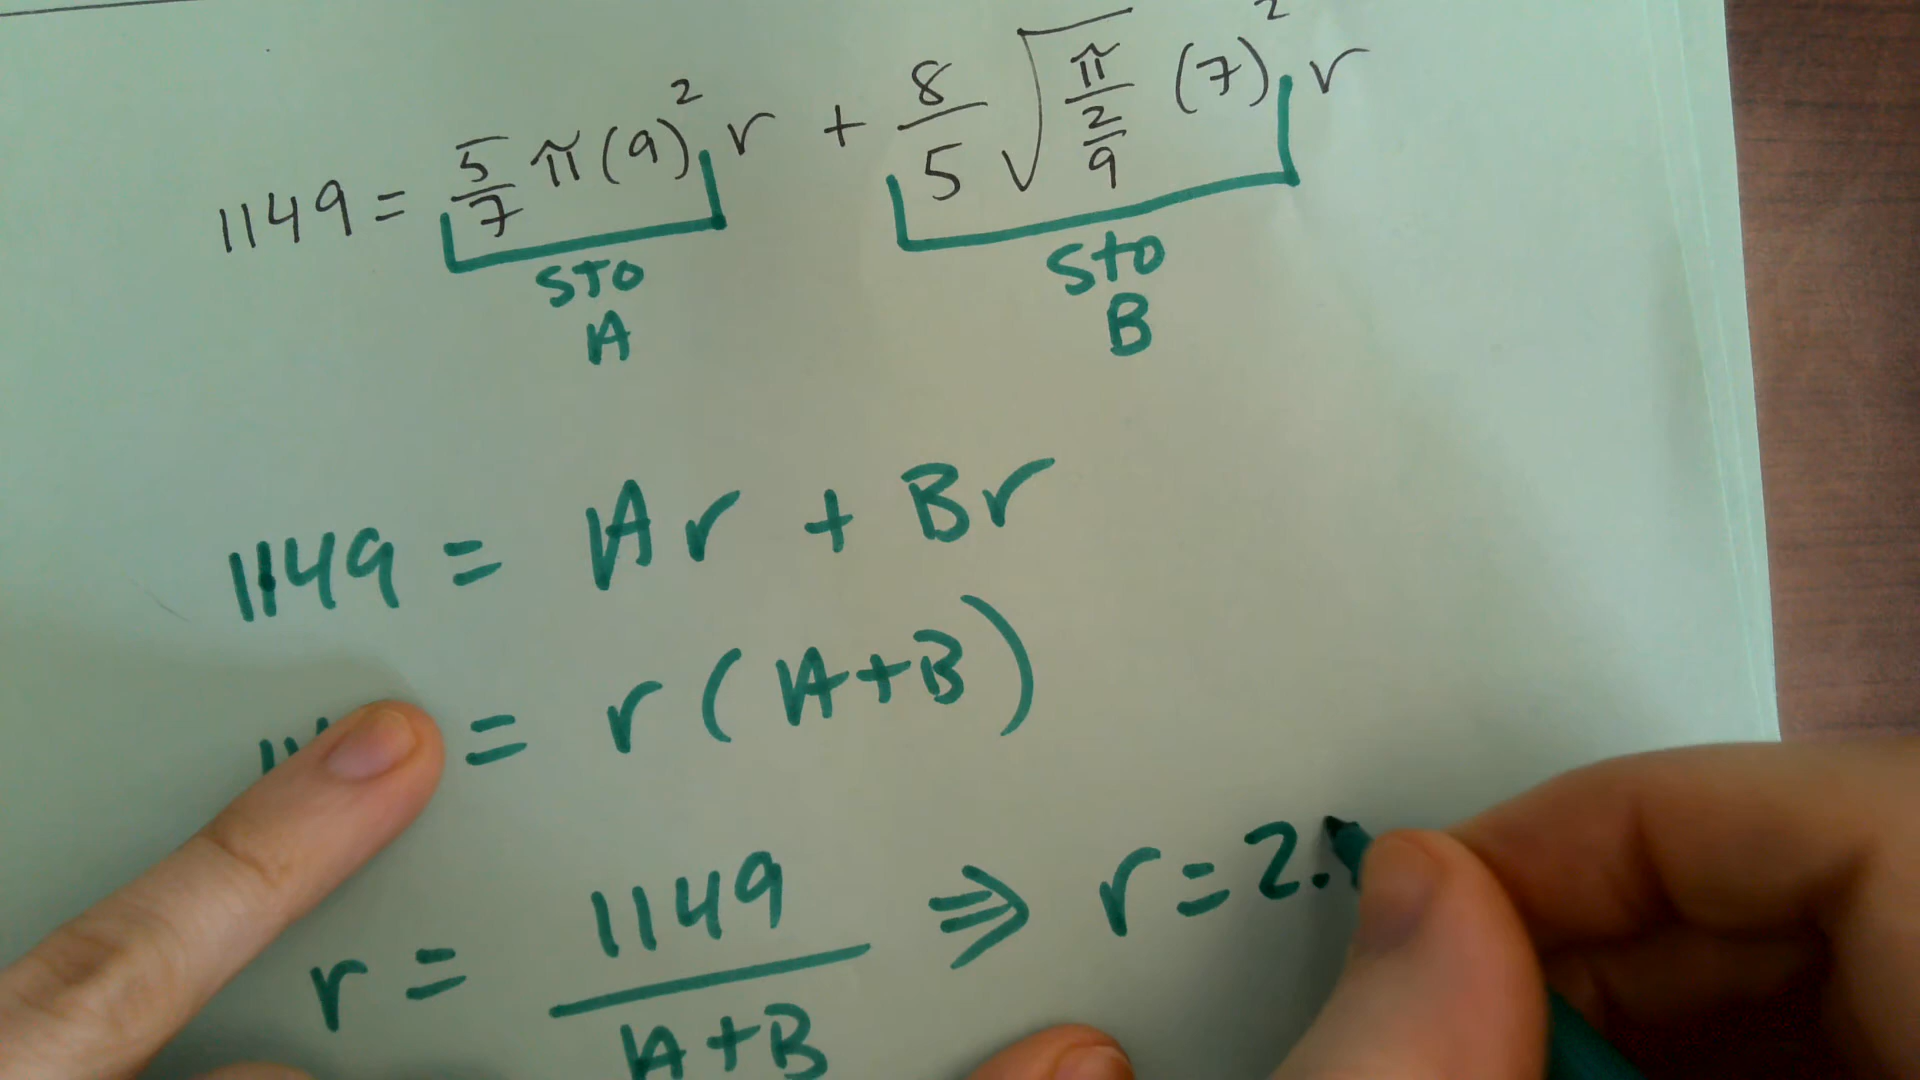 1149 = 5/7 π(9)² r + 8/5 √(π/(2/9)) (7)² r
STO Sto
A B
1149 = Ar + Br
= r(A+B)
r = 1149/(A+B) ⇒ r = 2.